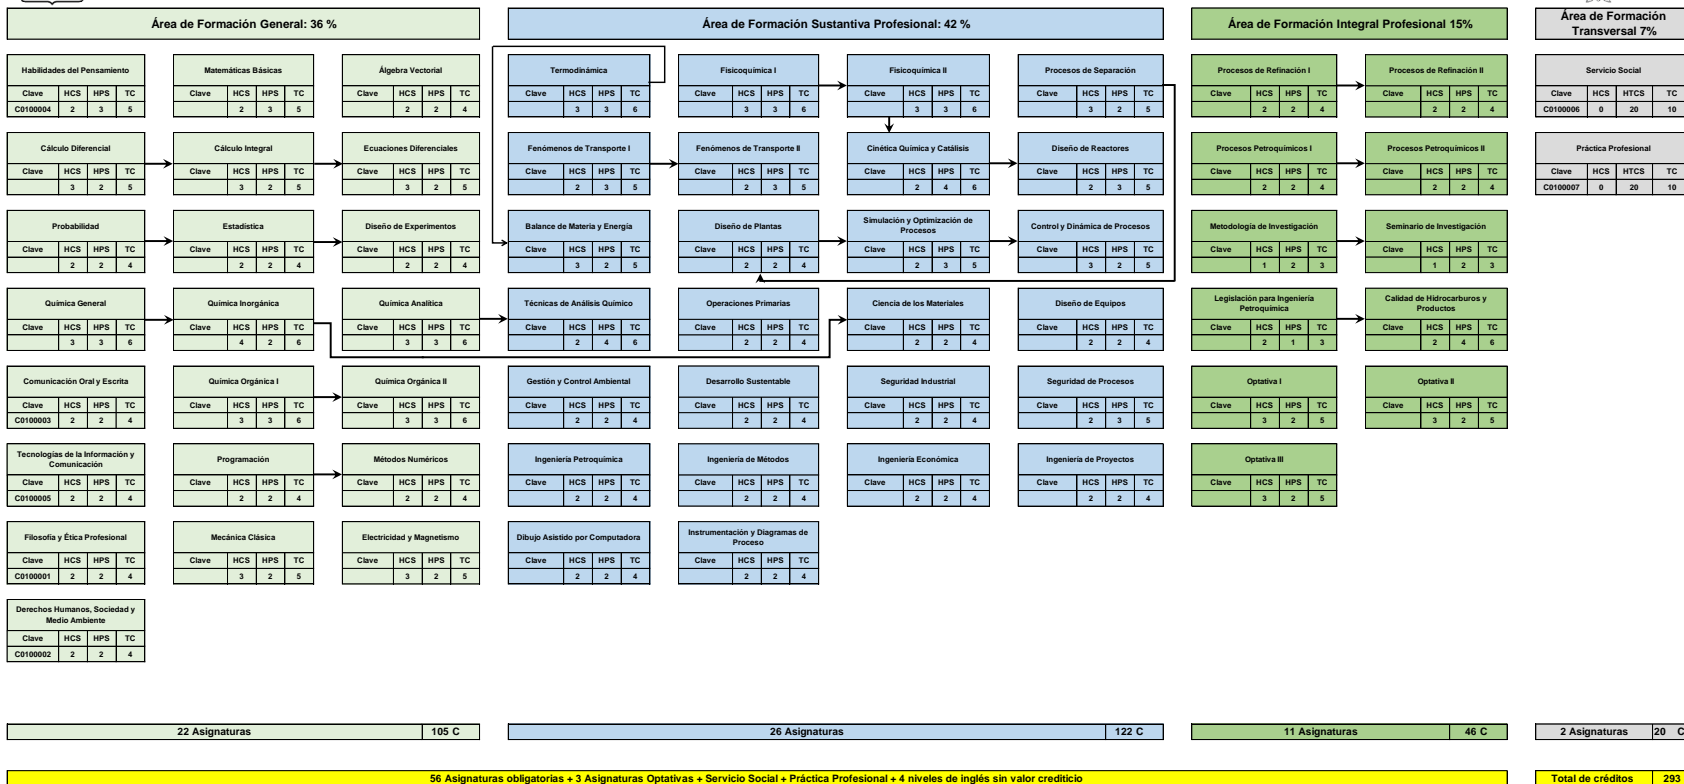 Área de Formación General: 36 %
Área de Formación Sustantiva Profesional: 42 %
Área de Formación Integral Profesional 15%
Área de Formación
Transversal 7%
Habilidades del Pensamiento
Clave HCS HPS TC
C0100004 2 3 5
Matemáticas Básicas
Clave HCS HPS TC
2 3 5
Álgebra Vectorial
Clave HCS HPS TC
2 2 4
Termodinámica
Clave HCS HPS TC
3 3 6
Fisicoquímica I
Clave HCS HPS TC
3 3 6
Fisicoquímica II
Clave HCS HPS TC
3 3 6
Procesos de Separación
Clave HCS HPS TC
3 2 5
Procesos de Refinación I
Clave HCS HPS TC
2 2 4
Procesos de Refinación II
Clave HCS HPS TC
2 2 4
Servicio Social
Clave HCS HTCS TC
C0100006 0 20 10
Cálculo Diferencial
Clave HCS HPS TC
3 2 5
Cálculo Integral
Clave HCS HPS TC
3 2 5
Ecuaciones Diferenciales
Clave HCS HPS TC
3 2 5
Fenómenos de Transporte I
Clave HCS HPS TC
2 3 5
Fenómenos de Transporte II
Clave HCS HPS TC
2 3 5
Cinética Química y Catálisis
Clave HCS HPS TC
2 4 6
Diseño de Reactores
Clave HCS HPS TC
2 3 5
Procesos Petroquímicos I
Clave HCS HPS TC
2 2 4
Procesos Petroquímicos II
Clave HCS HPS TC
2 2 4
Práctica Profesional
Clave HCS HTCS TC
C0100007 0 20 10
Probabilidad
Clave HCS HPS TC
2 2 4
Estadística
Clave HCS HPS TC
2 2 4
Diseño de Experimentos
Clave HCS HPS TC
2 2 4
Balance de Materia y Energía
Clave HCS HPS TC
3 2 5
Diseño de Plantas
Clave HCS HPS TC
2 2 4
Simulación y Optimización de
Procesos
Clave HCS HPS TC
2 3 5
Control y Dinámica de Procesos
Clave HCS HPS TC
3 2 5
Metodología de Investigación
Clave HCS HPS TC
1 2 3
Seminario de Investigación
Clave HCS HPS TC
1 2 3
Química General
Clave HCS HPS TC
3 3 6
Química Inorgánica
Clave HCS HPS TC
4 2 6
Química Analítica
Clave HCS HPS TC
3 3 6
Técnicas de Análisis Químico
Clave HCS HPS TC
2 4 6
Operaciones Primarias
Clave HCS HPS TC
2 2 4
Ciencia de los Materiales
Clave HCS HPS TC
2 2 4
Diseño de Equipos
Clave HCS HPS TC
2 2 4
Legislación para Ingeniería
Petroquímica
Clave HCS HPS TC
2 1 3
Calidad de Hidrocarburos y
Productos
Clave HCS HPS TC
2 4 6
Comunicación Oral y Escrita
Clave HCS HPS TC
C0100003 2 2 4
Química Orgánica I
Clave HCS HPS TC
3 3 6
Química Orgánica II
Clave HCS HPS TC
3 3 6
Gestión y Control Ambiental
Clave HCS HPS TC
2 2 4
Desarrollo Sustentable
Clave HCS HPS TC
2 2 4
Seguridad Industrial
Clave HCS HPS TC
2 2 4
Seguridad de Procesos
Clave HCS HPS TC
2 3 5
Optativa I
Clave HCS HPS TC
3 2 5
Optativa II
Clave HCS HPS TC
3 2 5
Tecnologías de la Información y
Comunicación
Clave HCS HPS TC
C0100005 2 2 4
Programación
Clave HCS HPS TC
2 2 4
Métodos Numéricos
Clave HCS HPS TC
2 2 4
Ingeniería Petroquímica
Clave HCS HPS TC
2 2 4
Ingeniería de Métodos
Clave HCS HPS TC
2 2 4
Ingeniería Económica
Clave HCS HPS TC
2 2 4
Ingeniería de Proyectos
Clave HCS HPS TC
2 2 4
Optativa III
Clave HCS HPS TC
3 2 5
Filosofía y Ética Profesional
Clave HCS HPS TC
C0100001 2 2 4
Mecánica Clásica
Clave HCS HPS TC
3 2 5
Electricidad y Magnetismo
Clave HCS HPS TC
3 2 5
Dibujo Asistido por Computadora
Clave HCS HPS TC
2 2 4
Instrumentación y Diagramas de
Proceso
Clave HCS HPS TC
2 2 4
Derechos Humanos, Sociedad y
Medio Ambiente
Clave HCS HPS TC
C0100002 2 2 4
22 Asignaturas 105 C
26 Asignaturas 122 C
11 Asignaturas 46 C
2 Asignaturas 20 C
56 Asignaturas obligatorias + 3 Asignaturas Optativas + Servicio Social + Práctica Profesional + 4 niveles de inglés sin valor crediticio
Total de créditos 293